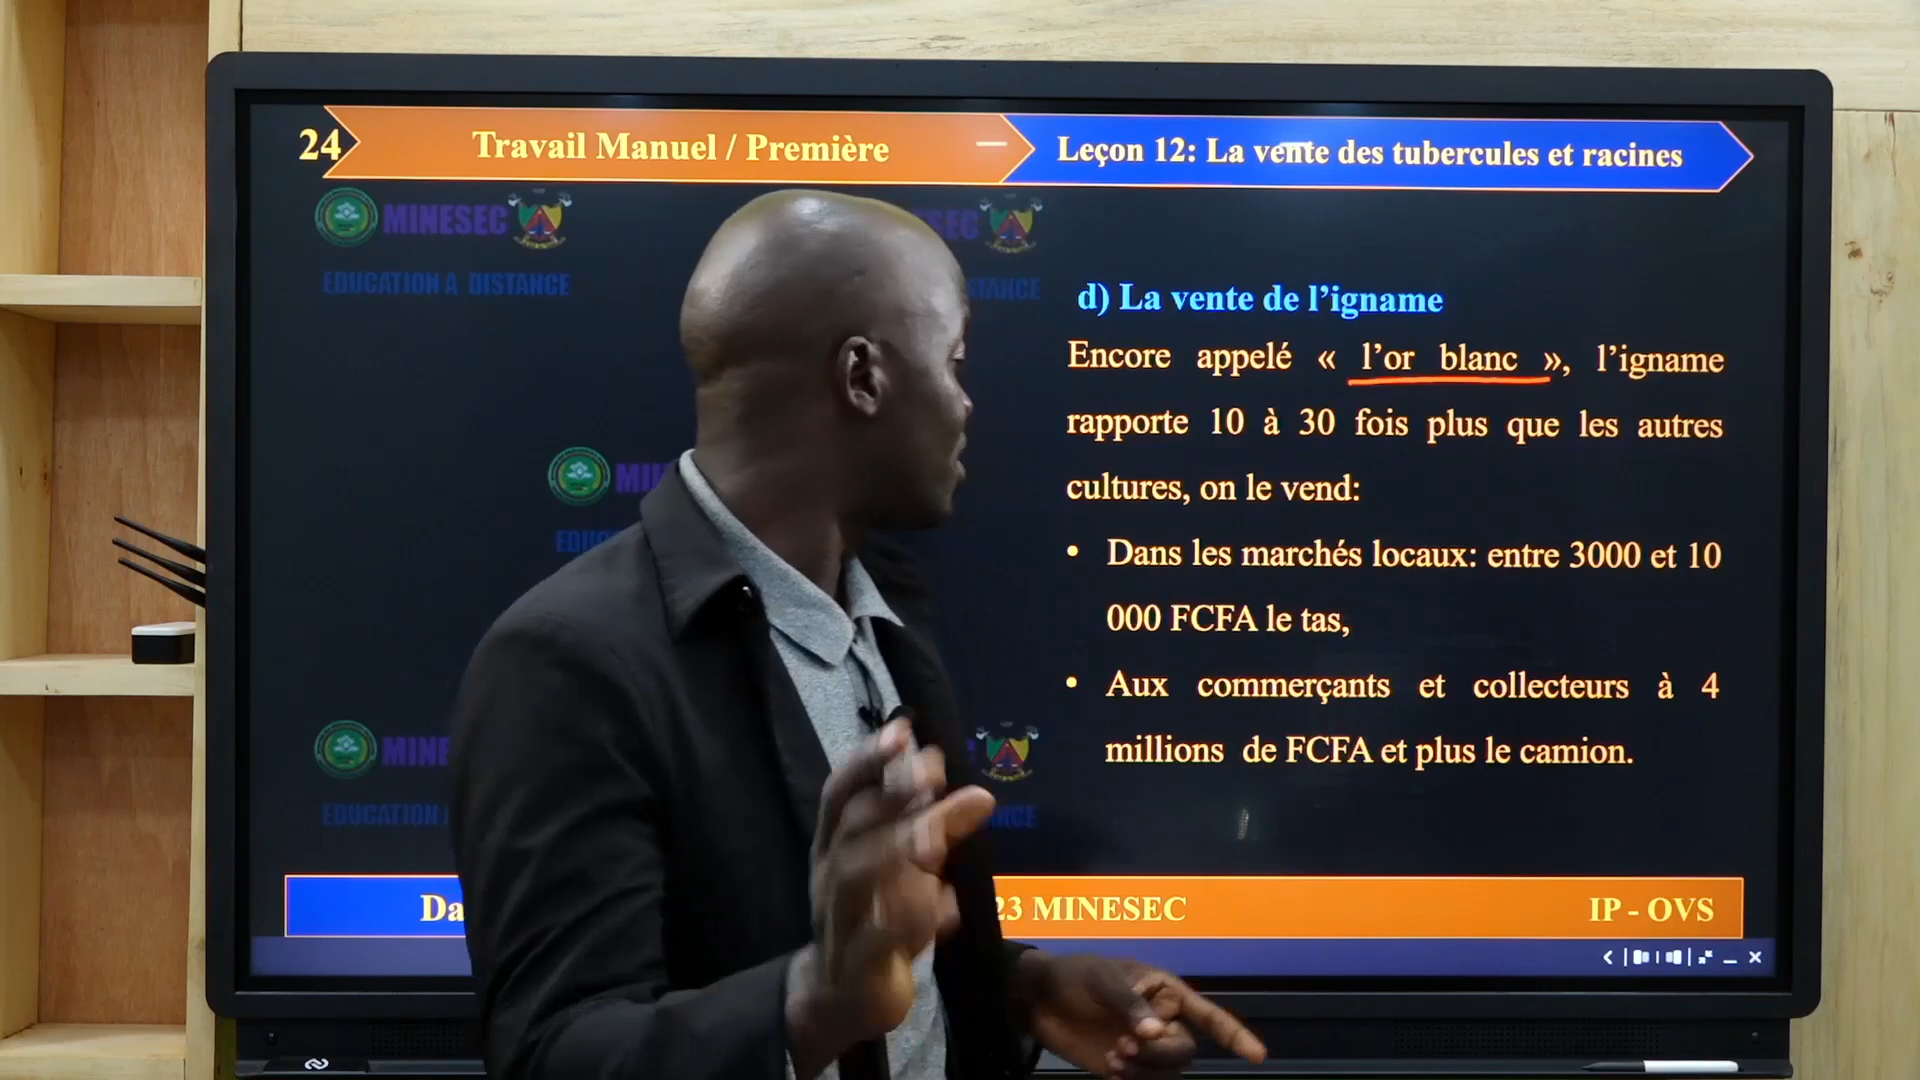 24
Travail Manuel / Première
Leçon 12: La vente des tubercules et racines
MINESEC
EDUCATION A DISTANCE
d) La vente de l’igname
Encore appelé « l’or blanc », l’igname
rapporte 10 à 30 fois plus que les autres
cultures, on le vend:
• Dans les marchés locaux: entre 3000 et 10
000 FCFA le tas,
• Aux commerçants et collecteurs à 4
millions de FCFA et plus le camion.
23 MINESEC
IP - OVS